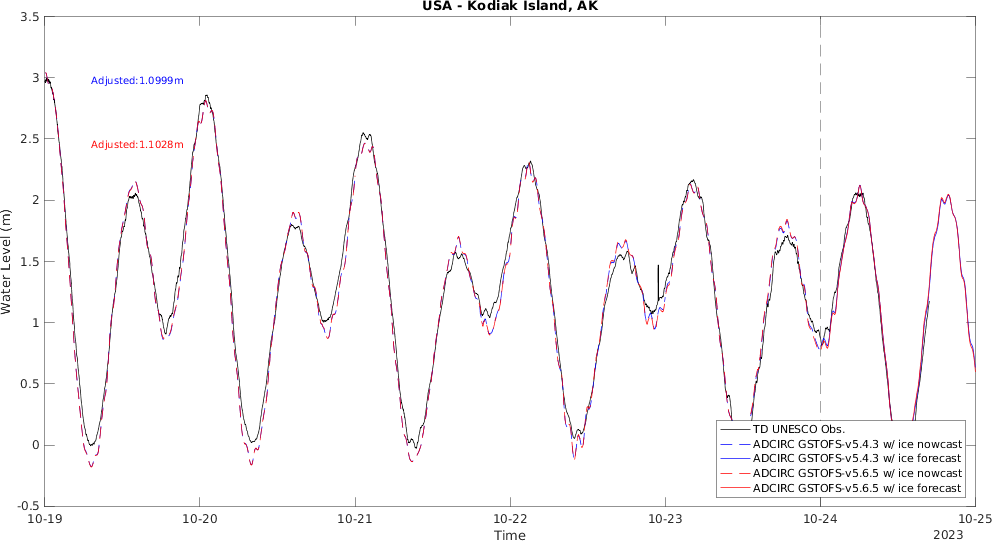 USA - Kodiak Island, AK
3.5
3
2.5
2
1.5
1
0.5
0
-0.5
Water Level (m)
Adjusted:1.0999m
Adjusted:1.1028m
TD UNESCO Obs.
ADCIRC GSTOFS-v5.4.3 w/ ice nowcast
ADCIRC GSTOFS-v5.4.3 w/ ice forecast
ADCIRC GSTOFS-v5.6.5 w/ ice nowcast
ADCIRC GSTOFS-v5.6.5 w/ ice forecast
10-19 10-20 10-21 10-22 10-23 10-24 10-25
Time
2023